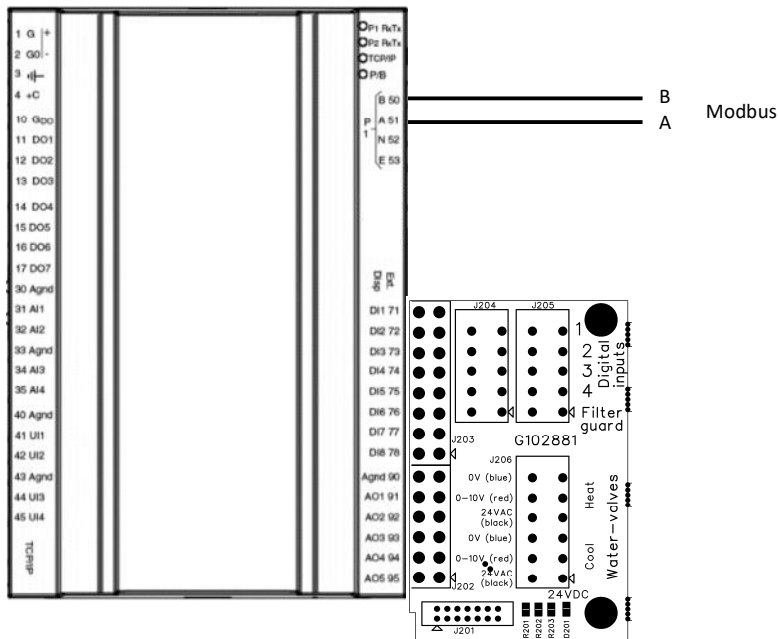 1 G +
2 G0 -
3
4 +C
10 GDO
11 DO1
12 DO2
13 DO3
14 DO4
15 DO5
16 DO6
17 DO7
30 Agnd
31 AI1
32 AI2
33 Agnd
34 AI3
35 AI4
40 Agnd
41 UI1
42 UI2
43 Agnd
44 UI3
45 UI4
TCP/IP
P1 RxTx
P2 RxTx
TCP/IP
P/B
P 1
B 50
A 51
N 52
E 53
B
A
Modbus
Ext.
Disp
DI1 71
DI2 72
DI3 73
DI4 74
DI5 75
DI6 76
DI7 77
DI8 78
Agnd 90
AO1 91
AO2 92
AO3 93
AO4 94
AO5 95
J204
J205
1
2
3
4
Digital
inputs
Filter
guard
J203
G102881
J206
0V (blue)
0-10V (red)
24VAC
(black)
0V (blue)
0-10V (red)
24VAC
(black)
Heat
Cool
Water-valves
J202
24VDC
J201
R201
R202
R203
D201